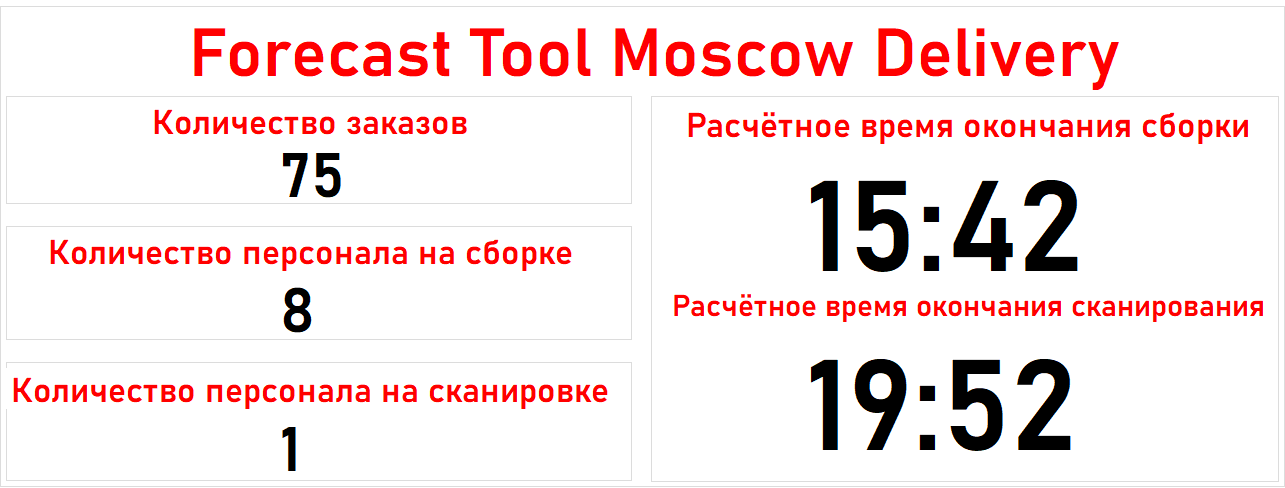 Forecast Tool Moscow Delivery
Количество заказов
75
Количество персонала на сборке
8
Количество персонала на сканировке
1
Расчётное время окончания сборки
15:42
Расчётное время окончания сканирования
19:52